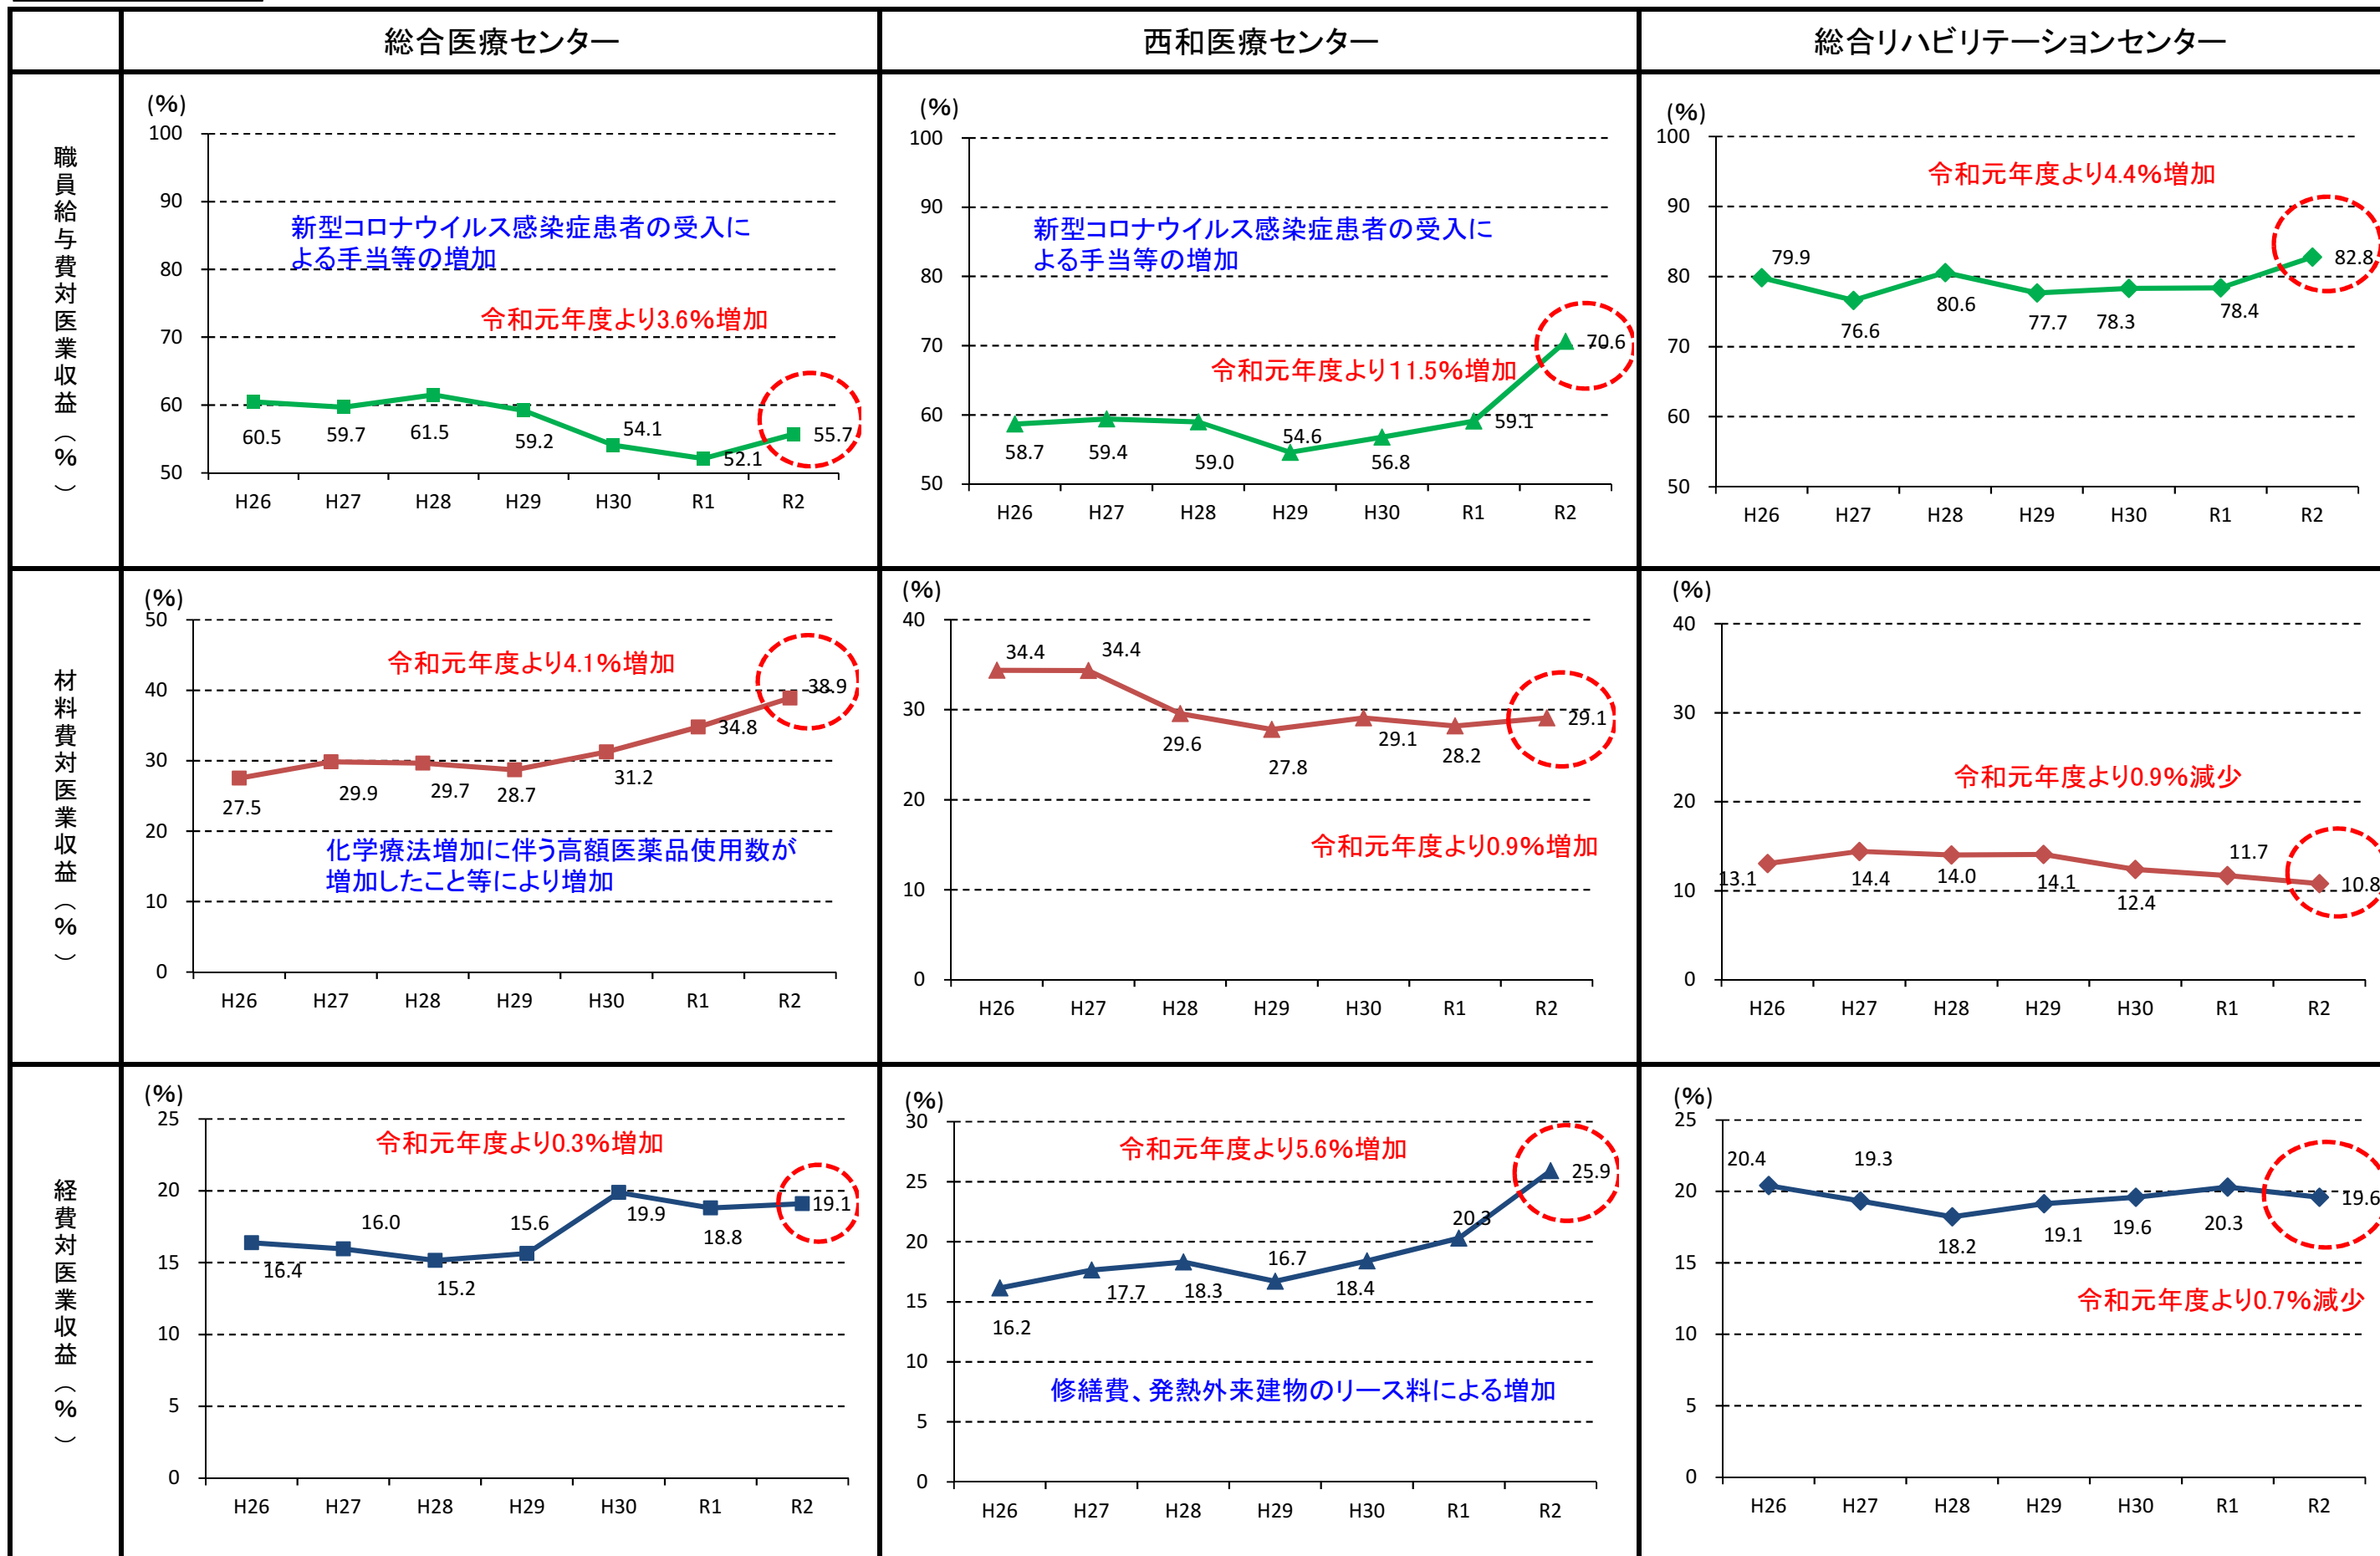 総合医療センター
西和医療センター
総合リハビリテーションセンター
職員給与費対医業収益（%）
(%)
100
90
80
70
60
50
新型コロナウイルス感染症患者の受入に
よる手当等の増加
令和元年度より3.6%増加
60.5
59.7
61.5
59.2
54.1
52.1
55.7
H26
H27
H28
H29
H30
R1
R2
(%)
100
90
80
70
60
50
新型コロナウイルス感染症患者の受入に
よる手当等の増加
令和元年度より11.5%増加
58.7
59.4
59.0
54.6
56.8
59.1
70.6
H26
H27
H28
H29
H30
R1
R2
(%)
100
90
80
70
60
50
令和元年度より4.4%増加
79.9
76.6
80.6
77.7
78.3
78.4
82.8
H26
H27
H28
H29
H30
R1
R2
材料費対医業収益（%）
(%)
50
40
30
20
10
0
令和元年度より4.1%増加
27.5
29.9
29.7
28.7
31.2
34.8
38.9
化学療法増加に伴う高額医薬品使用数が
増加したこと等により増加
H26
H27
H28
H29
H30
R1
R2
(%)
40
30
20
10
0
34.4
34.4
29.6
27.8
29.1
28.2
29.1
令和元年度より0.9%増加
H26
H27
H28
H29
H30
R1
R2
(%)
40
30
20
10
0
令和元年度より0.9%減少
13.1
14.4
14.0
14.1
12.4
11.7
10.8
H26
H27
H28
H29
H30
R1
R2
経費対医業収益（%）
(%)
25
20
15
10
5
0
令和元年度より0.3%増加
16.4
16.0
15.2
15.6
19.9
18.8
19.1
H26
H27
H28
H29
H30
R1
R2
(%)
30
25
20
15
10
5
0
令和元年度より5.6%増加
16.2
17.7
18.3
16.7
18.4
20.3
25.9
修繕費、発熱外来建物のリース料による増加
H26
H27
H28
H29
H30
R1
R2
(%)
25
20
15
10
5
0
20.4
19.3
18.2
19.1
19.6
20.3
19.6
令和元年度より0.7%減少
H26
H27
H28
H29
H30
R1
R2